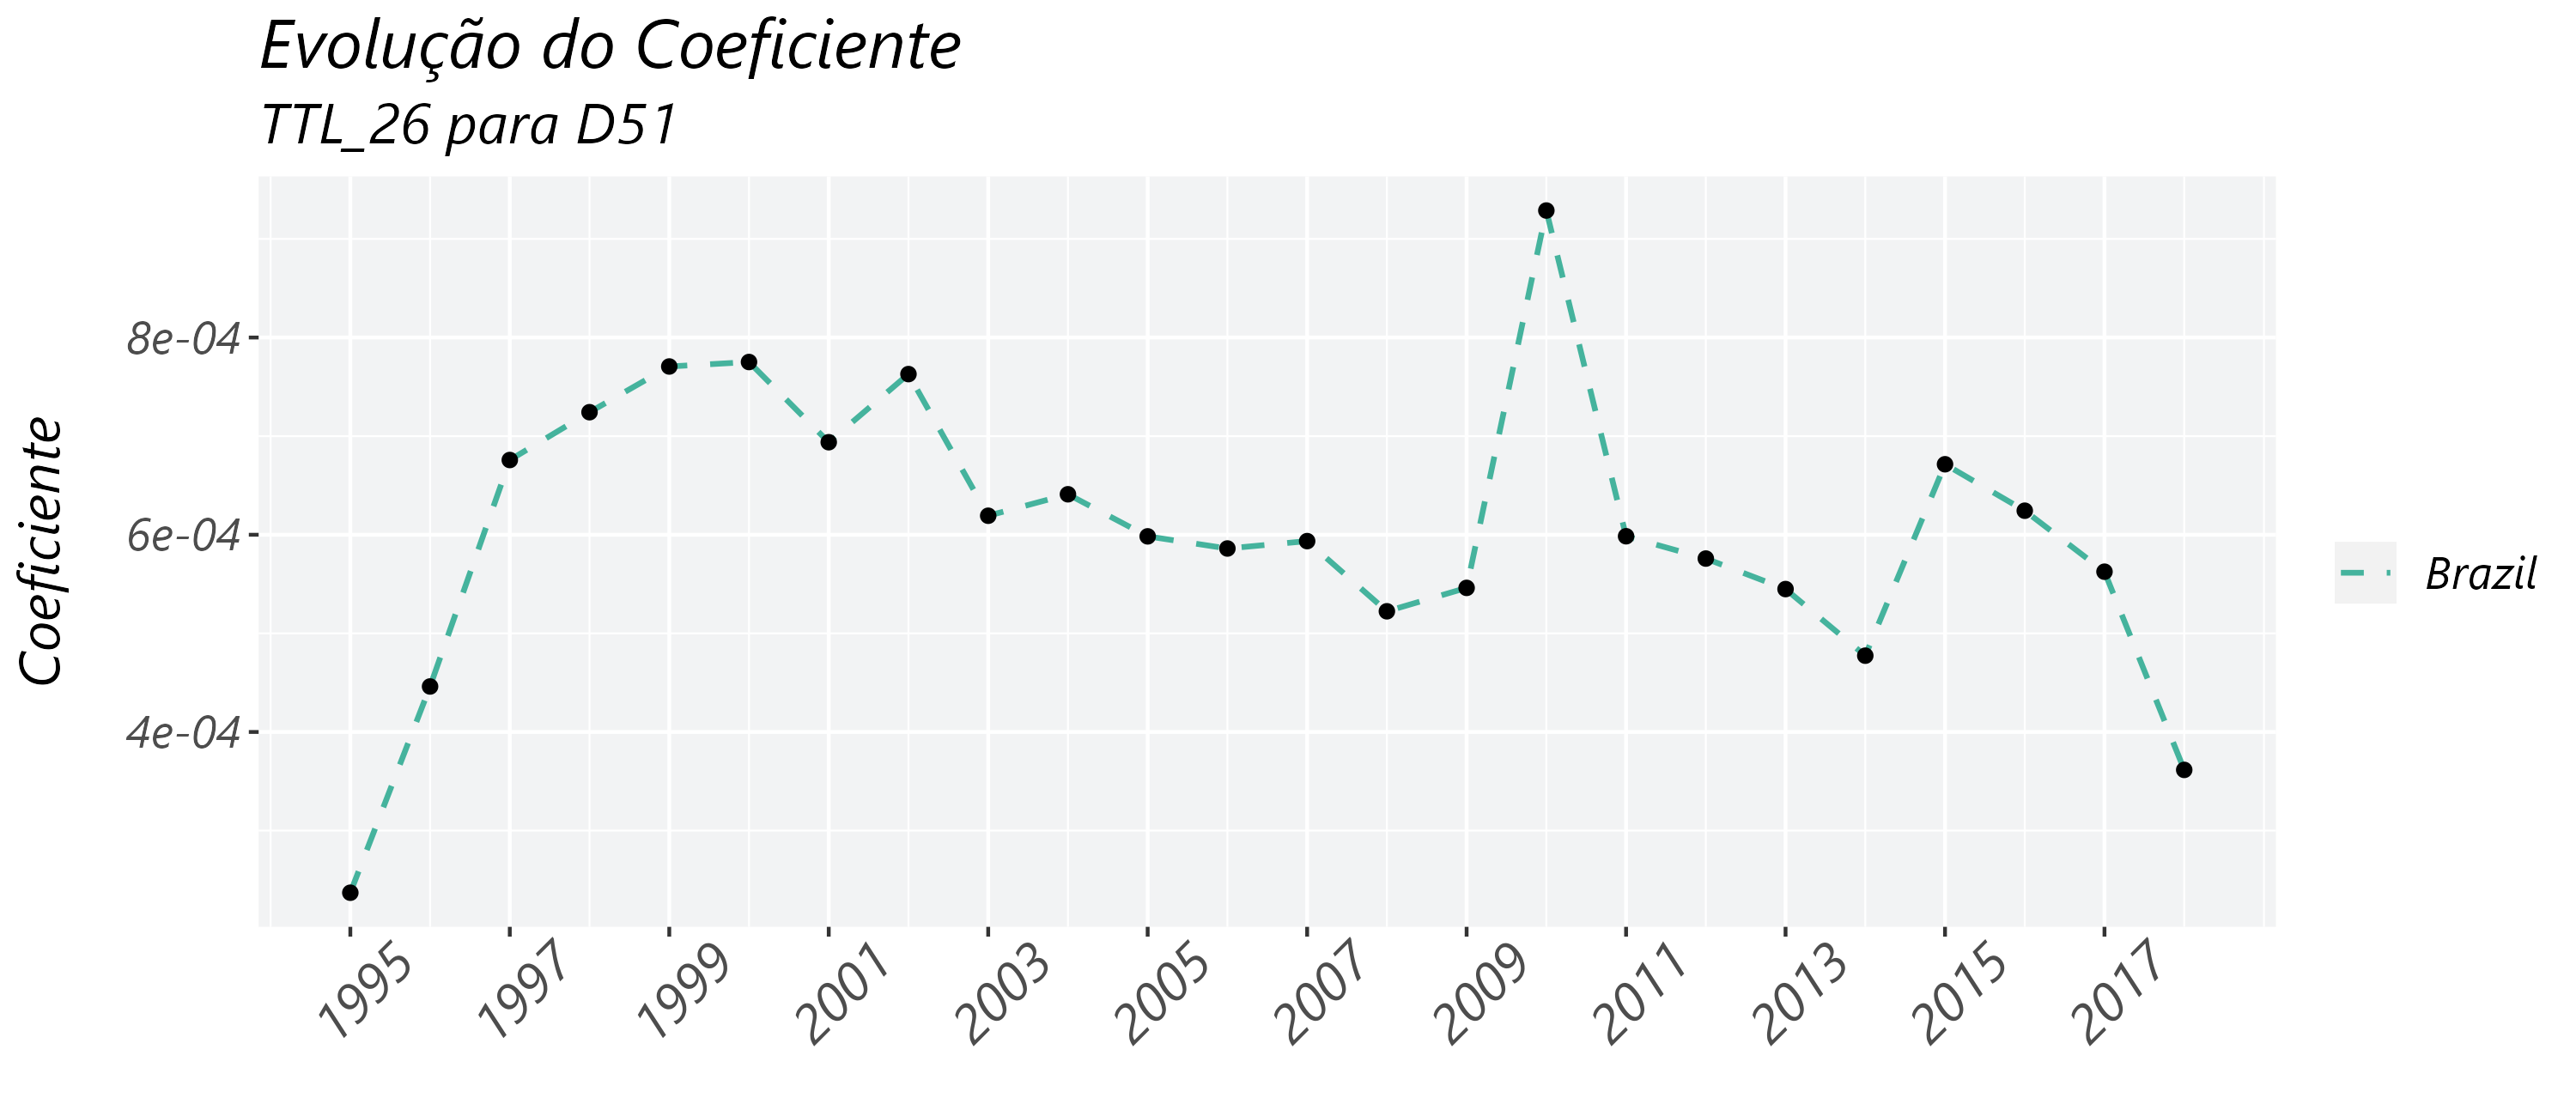 Evolução do Coeficiente
TTL_26 para D51
Coeficiente
8e-04
6e-04
4e-04
1995
1997
1999
2001
2003
2005
2007
2009
2011
2013
2015
2017
Brazil